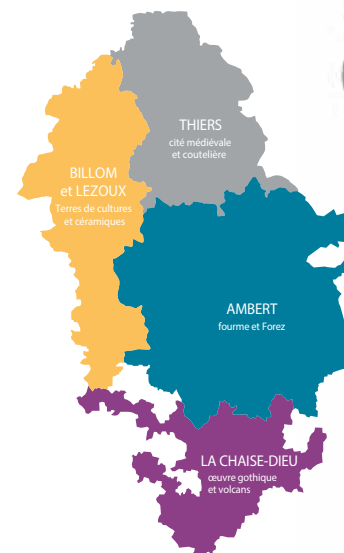 THIERS
cité médiévale
et coutelière
BILLOM
et LEZOUX
Terres de cultures
et céramiques
AMBERT
fourme et Forez
LA CHAISE-DIEU
œuvre gothique
et volcans